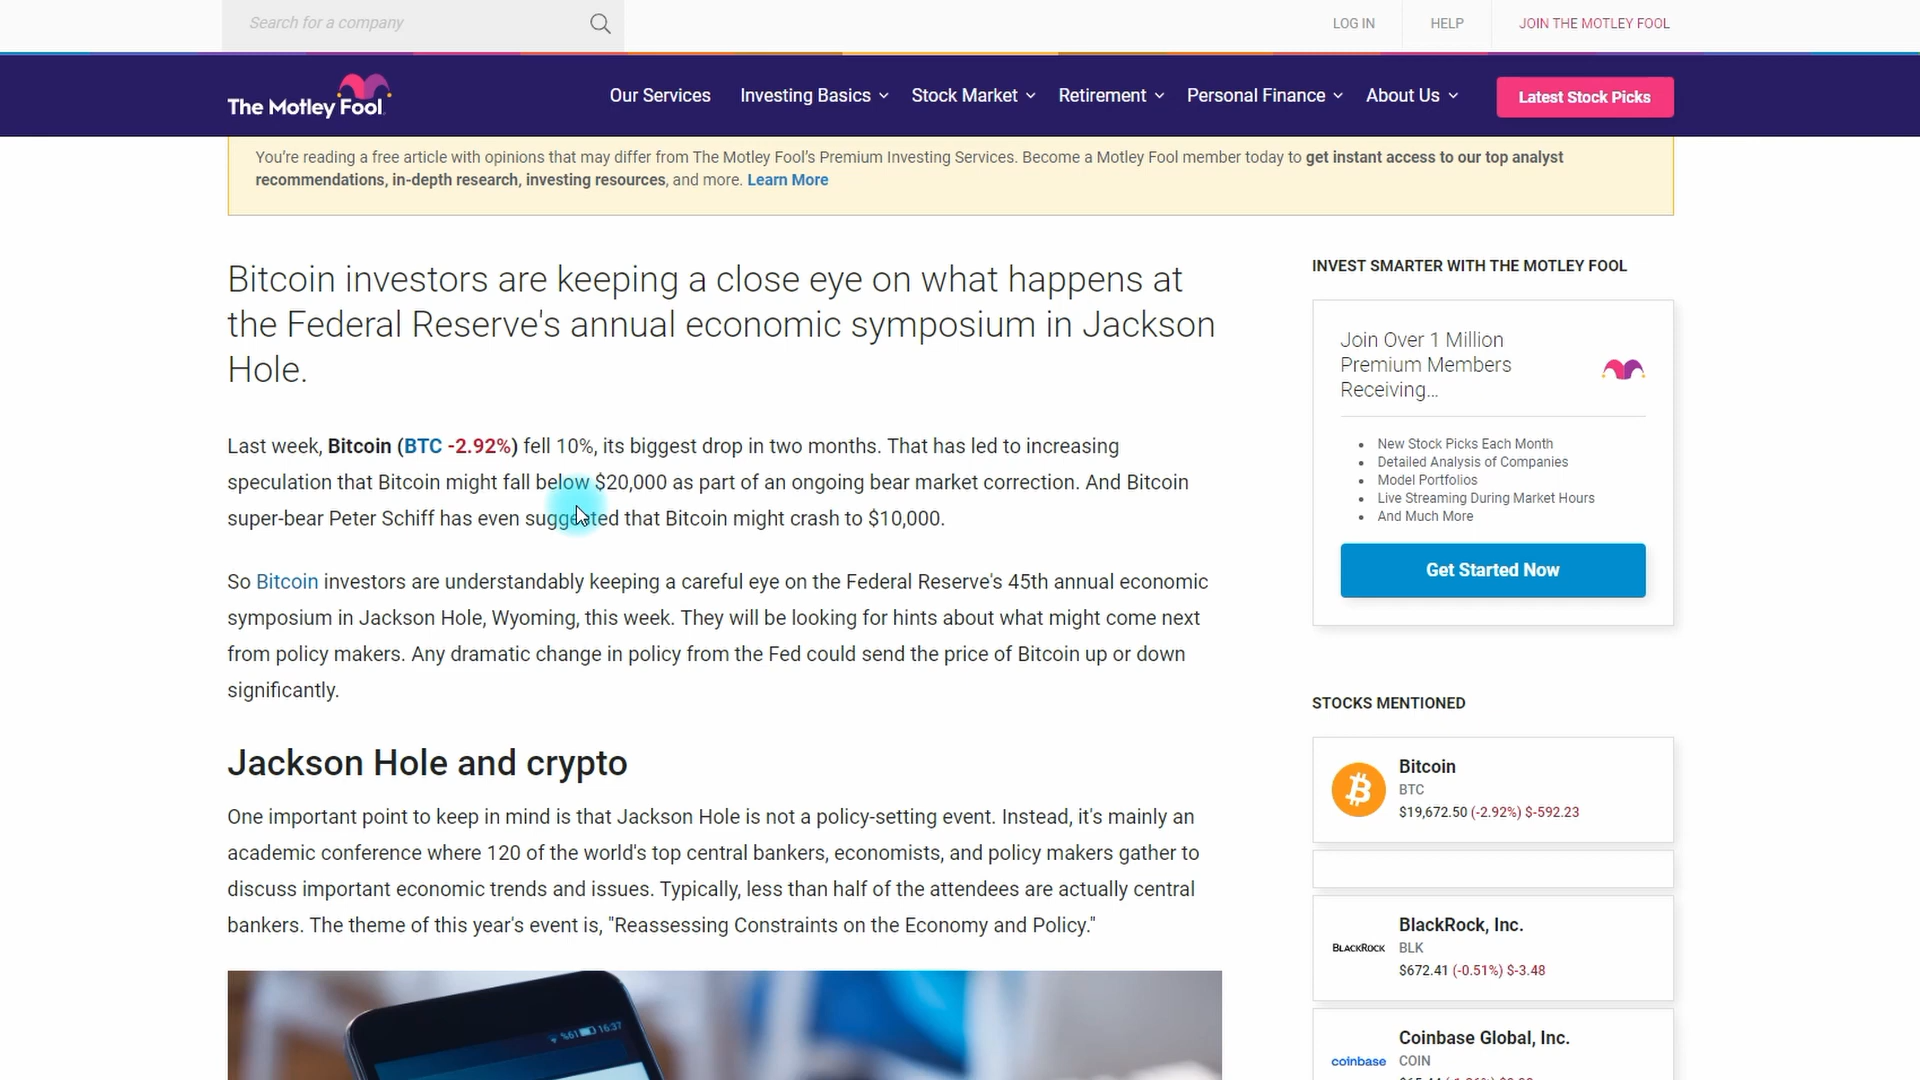 Search for a company
LOG IN
HELP
JOIN THE MOTLEY FOOL
The Motley Fool.
Our Services
Investing Basics
Stock Market
Retirement
Personal Finance
About Us
Latest Stock Picks
You're reading a free article with opinions that may differ from The Motley Fool's Premium Investing Services. Become a Motley Fool member today to get instant access to our top analyst
recommendations, in-depth research, investing resources, and more. Learn More
Bitcoin investors are keeping a close eye on what happens at
the Federal Reserve's annual economic symposium in Jackson
Hole.
Last week, Bitcoin (BTC -2.92%) fell 10%, its biggest drop in two months. That has led to increasing
speculation that Bitcoin might fall below $20,000 as part of an ongoing bear market correction. And Bitcoin
super-bear Peter Schiff has even suggested that Bitcoin might crash to $10,000.
So Bitcoin investors are understandably keeping a careful eye on the Federal Reserve's 45th annual economic
symposium in Jackson Hole, Wyoming, this week. They will be looking for hints about what might come next
from policy makers. Any dramatic change in policy from the Fed could send the price of Bitcoin up or down
significantly.
Jackson Hole and crypto
One important point to keep in mind is that Jackson Hole is not a policy-setting event. Instead, it's mainly an
academic conference where 120 of the world's top central bankers, economists, and policy makers gather to
discuss important economic trends and issues. Typically, less than half of the attendees are actually central
bankers. The theme of this year's event is, "Reassessing Constraints on the Economy and Policy."
%61 16:37
INVEST SMARTER WITH THE MOTLEY FOOL
Join Over 1 Million
Premium Members
Receiving...
New Stock Picks Each Month
Detailed Analysis of Companies
Model Portfolios
Live Streaming During Market Hours
And Much More
Get Started Now
STOCKS MENTIONED
Bitcoin
BTC
$19,672.50 (-2.92%) $-592.23
BLACKROCK
BlackRock, Inc.
BLK
$672.41 (-0.51%) $-3.48
coinbase
Coinbase Global, Inc.
COIN